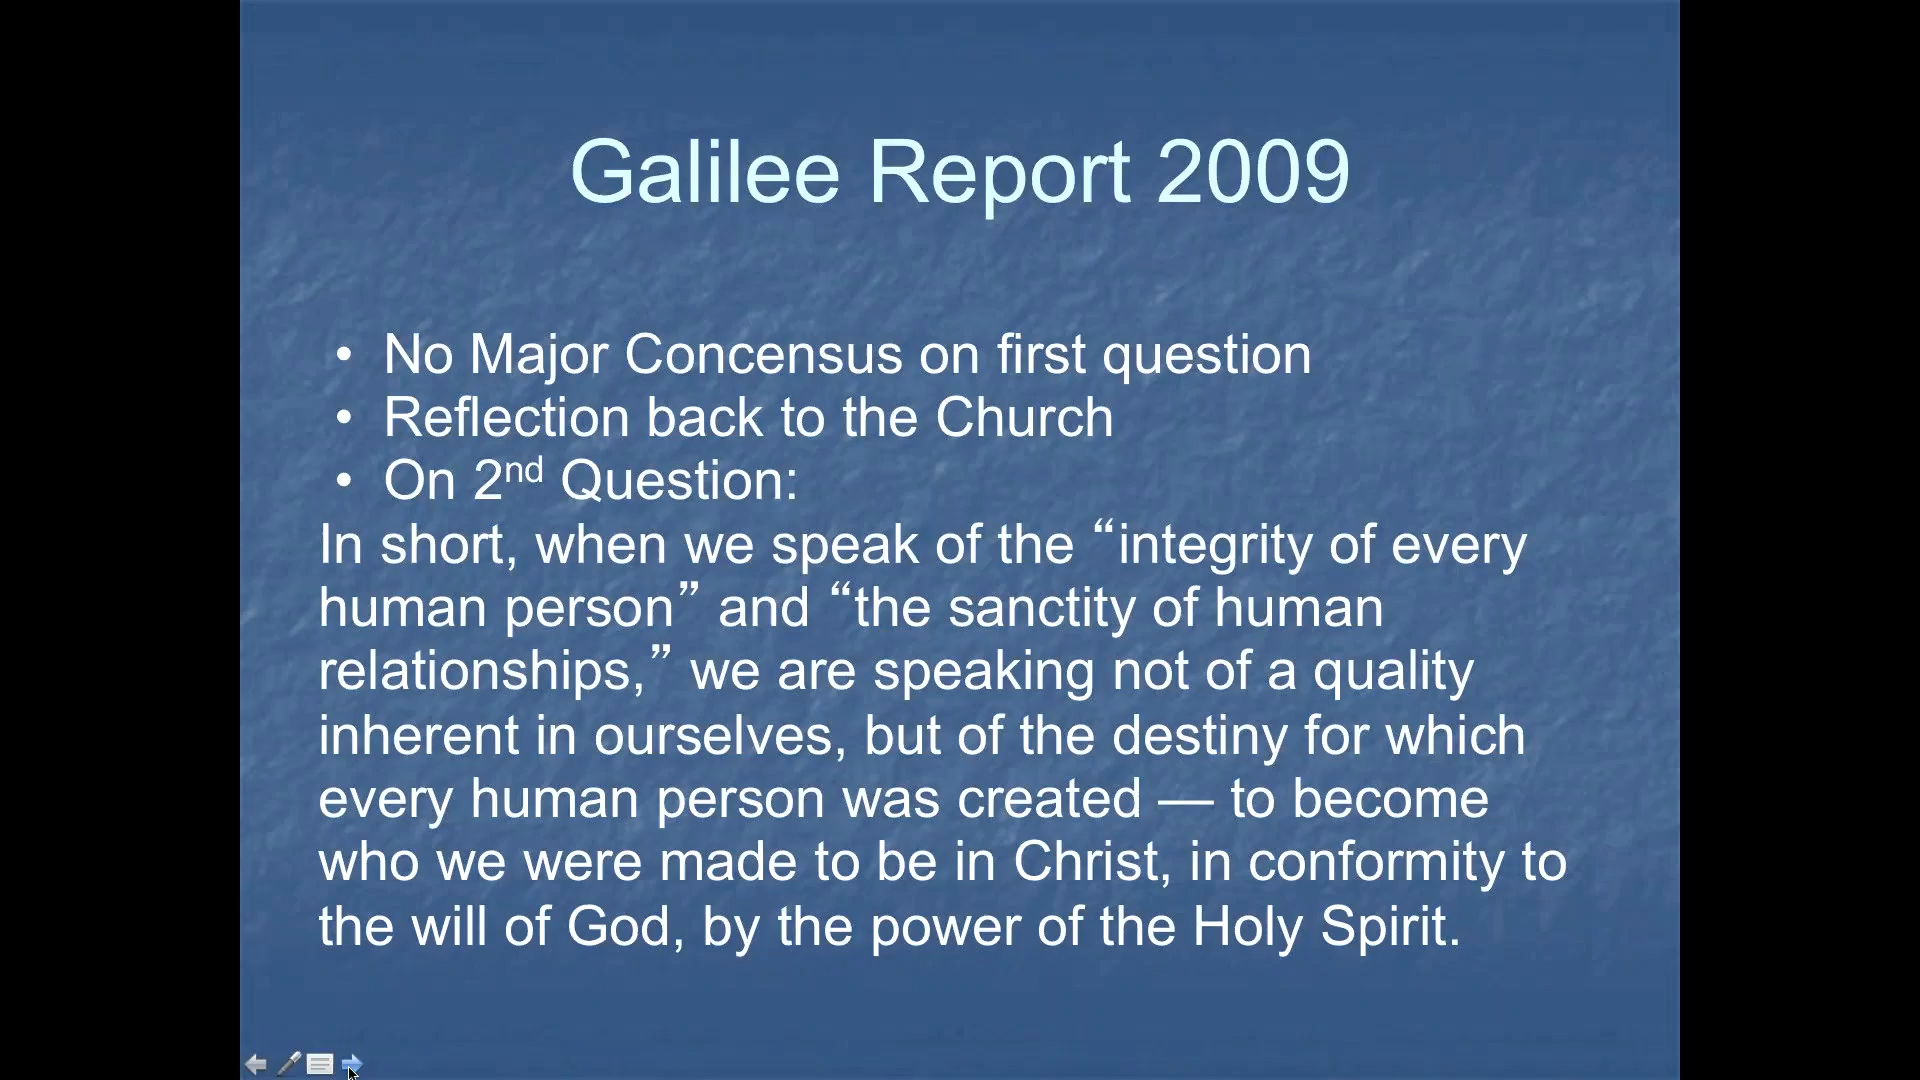 Galilee Report 2009
• No Major Concensus on first question
• Reflection back to the Church
• On 2nd Question:
In short, when we speak of the “integrity of every
human person” and “the sanctity of human
relationships,” we are speaking not of a quality
inherent in ourselves, but of the destiny for which
every human person was created — to become
who we were made to be in Christ, in conformity to
the will of God, by the power of the Holy Spirit.